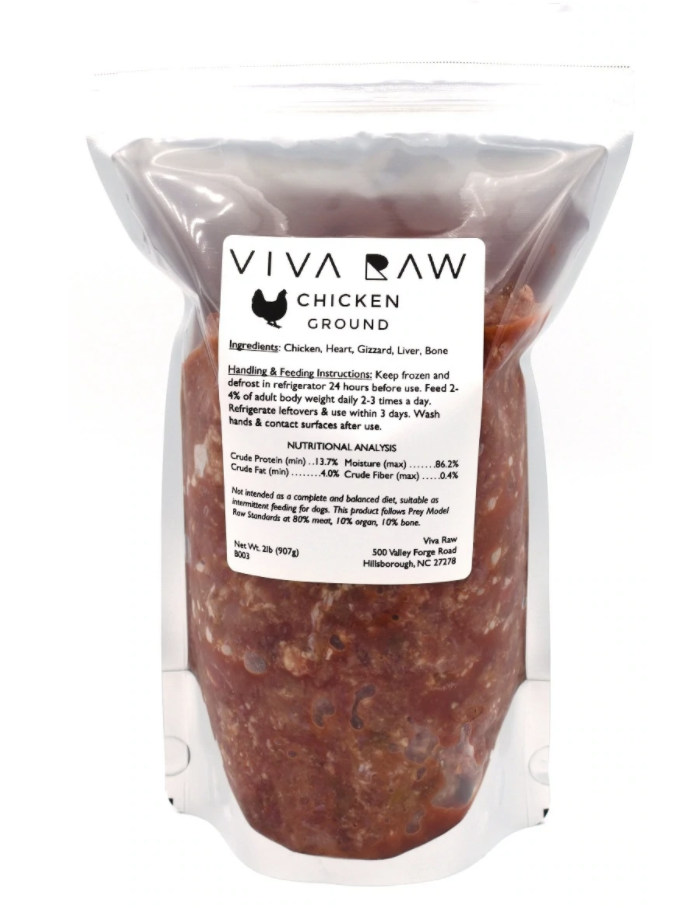 VIVA RAW
CHICKEN
GROUND
Ingredients: Chicken, Heart, Gizzard, Liver, Bone
Handling & Feeding Instructions: Keep frozen and
defrost in refrigerator 24 hours before use. Feed 2-
4% of adult body weight daily 2-3 times a day.
Refrigerate leftovers & use within 3 days. Wash
hands & contact surfaces after use.
NUTRITIONAL ANALYSIS
Crude Protein (min) ..13.7% Moisture (max) .......86.2%
Crude Fat (min) ........4.0% Crude Fiber (max) .....0.4%
Not intended as a complete and balanced diet, suitable as
intermittent feeding for dogs. This product follows Prey Model
Raw Standards at 80% meat, 10% organ, 10% bone.
Net Wt. 2lb (907g)
B003
Viva Raw
500 Valley Forge Road
Hillsborough, NC 27278